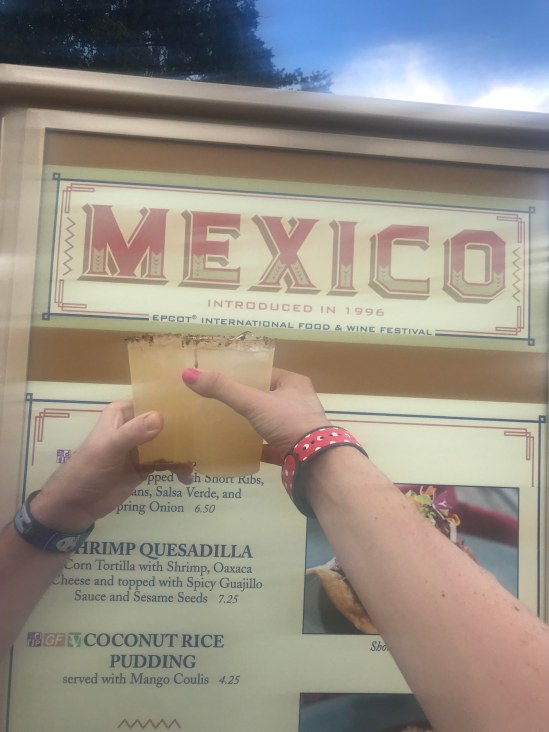 MEXICO
INTRODUCED IN 1996
EPCOT® INTERNATIONAL FOOD & WINE FESTIVAL
topped with Short Ribs,
Salsa Verde, and
Spring Onion 6.50
SHRIMP QUESADILLA
Corn Tortilla with Shrimp, Oaxaca
Cheese and topped with Spicy Guajillo
Sauce and Sesame Seeds 7.25
GF V COCONUT RICE
PUDDING
served with Mango Coulis 4.25